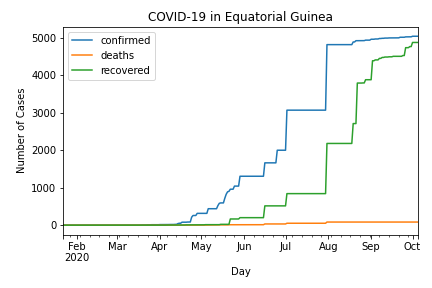 COVID-19 in Equatorial Guinea
confirmed
deaths
recovered
Number of Cases
5000
4000
3000
2000
1000
0
Feb Mar Apr May Jun Jul Aug Sep Oct
2020
Day